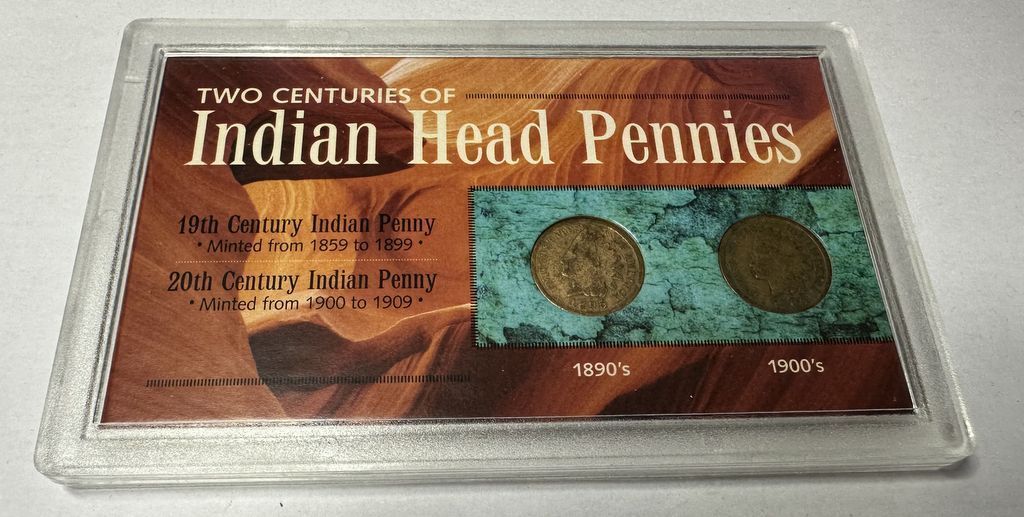 TWO CENTURIES OF
Indian Head Pennies
19th Century Indian Penny
• Minted from 1859 to 1899 •
20th Century Indian Penny
• Minted from 1900 to 1909 •
1890's
1900's